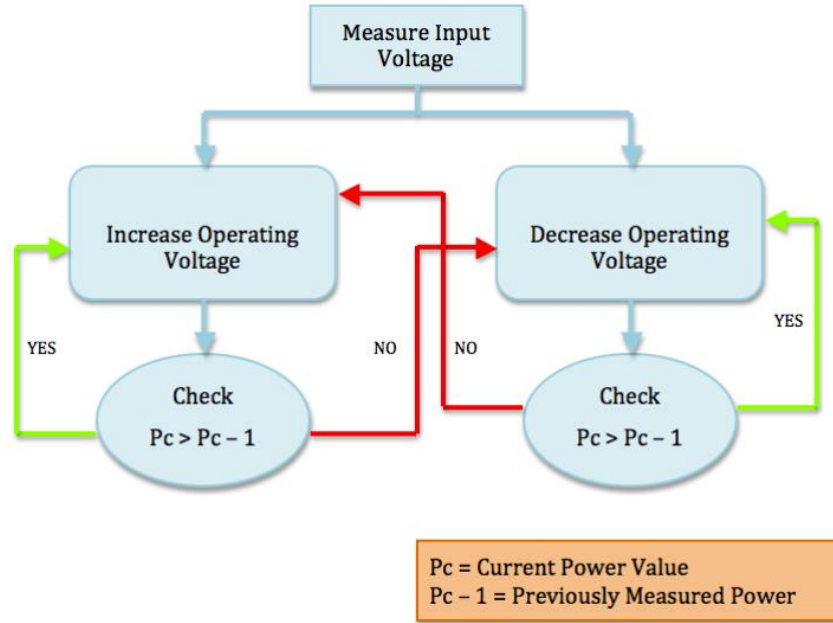 Measure Input
Voltage
Increase Operating
Voltage
Decrease Operating
Voltage
YES
NO
NO
YES
Check
Pc > Pc – 1
Check
Pc > Pc – 1
Pc = Current Power Value
Pc – 1 = Previously Measured Power